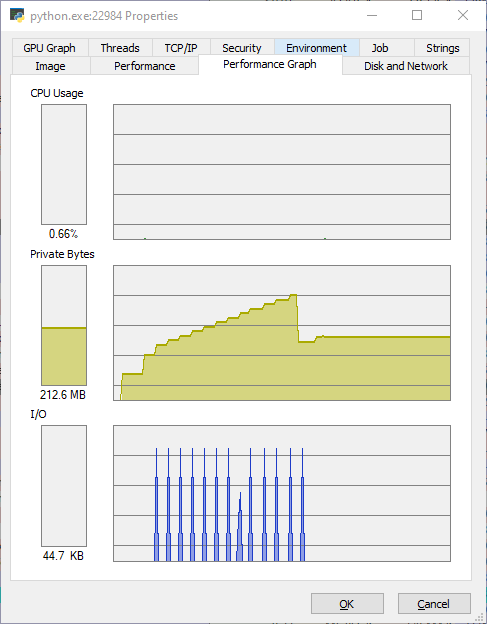 python.exe:22984 Properties
GPU Graph Threads TCP/IP Security Environment Job Strings
Image Performance Performance Graph Disk and Network
CPU Usage
0.66%
Private Bytes
212.6 MB
I/O
44.7 KB
OK Cancel